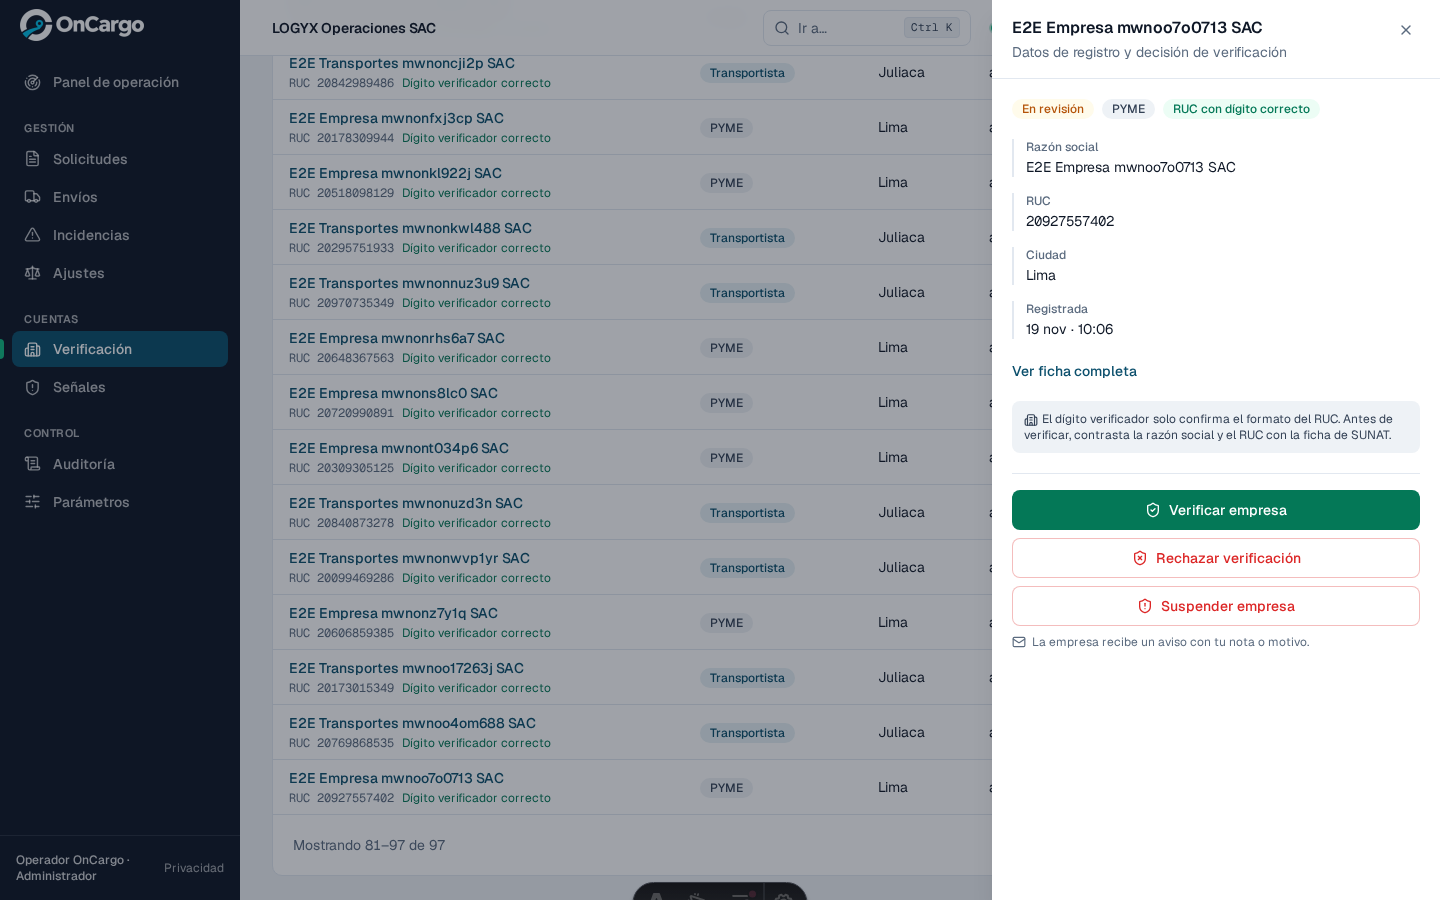 OnCargo
Panel de operación
GESTIÓN
Solicitudes
Envíos
Incidencias
Ajustes
CUENTAS
Verificación
Señales
CONTROL
Auditoría
Parámetros
Operador OnCargo ·
Administrador
Privacidad
LOGYX Operaciones SAC
Ir a...
Ctrl K
E2E Transportes mwnoncji2p SAC
RUC 20842989486 Dígito verificador correcto
Transportista
Juliaca
E2E Empresa mwnonfxj3cp SAC
RUC 20178309944 Dígito verificador correcto
PYME
Lima
E2E Empresa mwnonkl922j SAC
RUC 20518098129 Dígito verificador correcto
PYME
Lima
E2E Transportes mwnonkwl488 SAC
RUC 20295751933 Dígito verificador correcto
Transportista
Juliaca
E2E Transportes mwnonnuz3u9 SAC
RUC 20970735349 Dígito verificador correcto
Transportista
Juliaca
E2E Empresa mwnonrhs6a7 SAC
RUC 20648367563 Dígito verificador correcto
PYME
Lima
E2E Empresa mwnons8lc0 SAC
RUC 20720990891 Dígito verificador correcto
PYME
Lima
E2E Empresa mwnont034p6 SAC
RUC 20309305125 Dígito verificador correcto
PYME
Lima
E2E Transportes mwnonuzd3n SAC
RUC 20840873278 Dígito verificador correcto
Transportista
Juliaca
E2E Transportes mwnonwvp1yr SAC
RUC 20099469286 Dígito verificador correcto
Transportista
Juliaca
E2E Empresa mwnonz7y1q SAC
RUC 20606859385 Dígito verificador correcto
PYME
Lima
E2E Transportes mwnoo17263j SAC
RUC 20173015349 Dígito verificador correcto
Transportista
Juliaca
E2E Transportes mwnoo4om688 SAC
RUC 20769868535 Dígito verificador correcto
Transportista
Juliaca
E2E Empresa mwnoo7o0713 SAC
RUC 20927557402 Dígito verificador correcto
PYME
Lima
Mostrando 81–97 de 97
E2E Empresa mwnoo7o0713 SAC
Datos de registro y decisión de verificación
En revisión
PYME
RUC con dígito correcto
Razón social
E2E Empresa mwnoo7o0713 SAC
RUC
20927557402
Ciudad
Lima
Registrada
19 nov · 10:06
Ver ficha completa
El dígito verificador solo confirma el formato del RUC. Antes de
verificar, contrasta la razón social y el RUC con la ficha de SUNAT.
Verificar empresa
Rechazar verificación
Suspender empresa
La empresa recibe un aviso con tu nota o motivo.